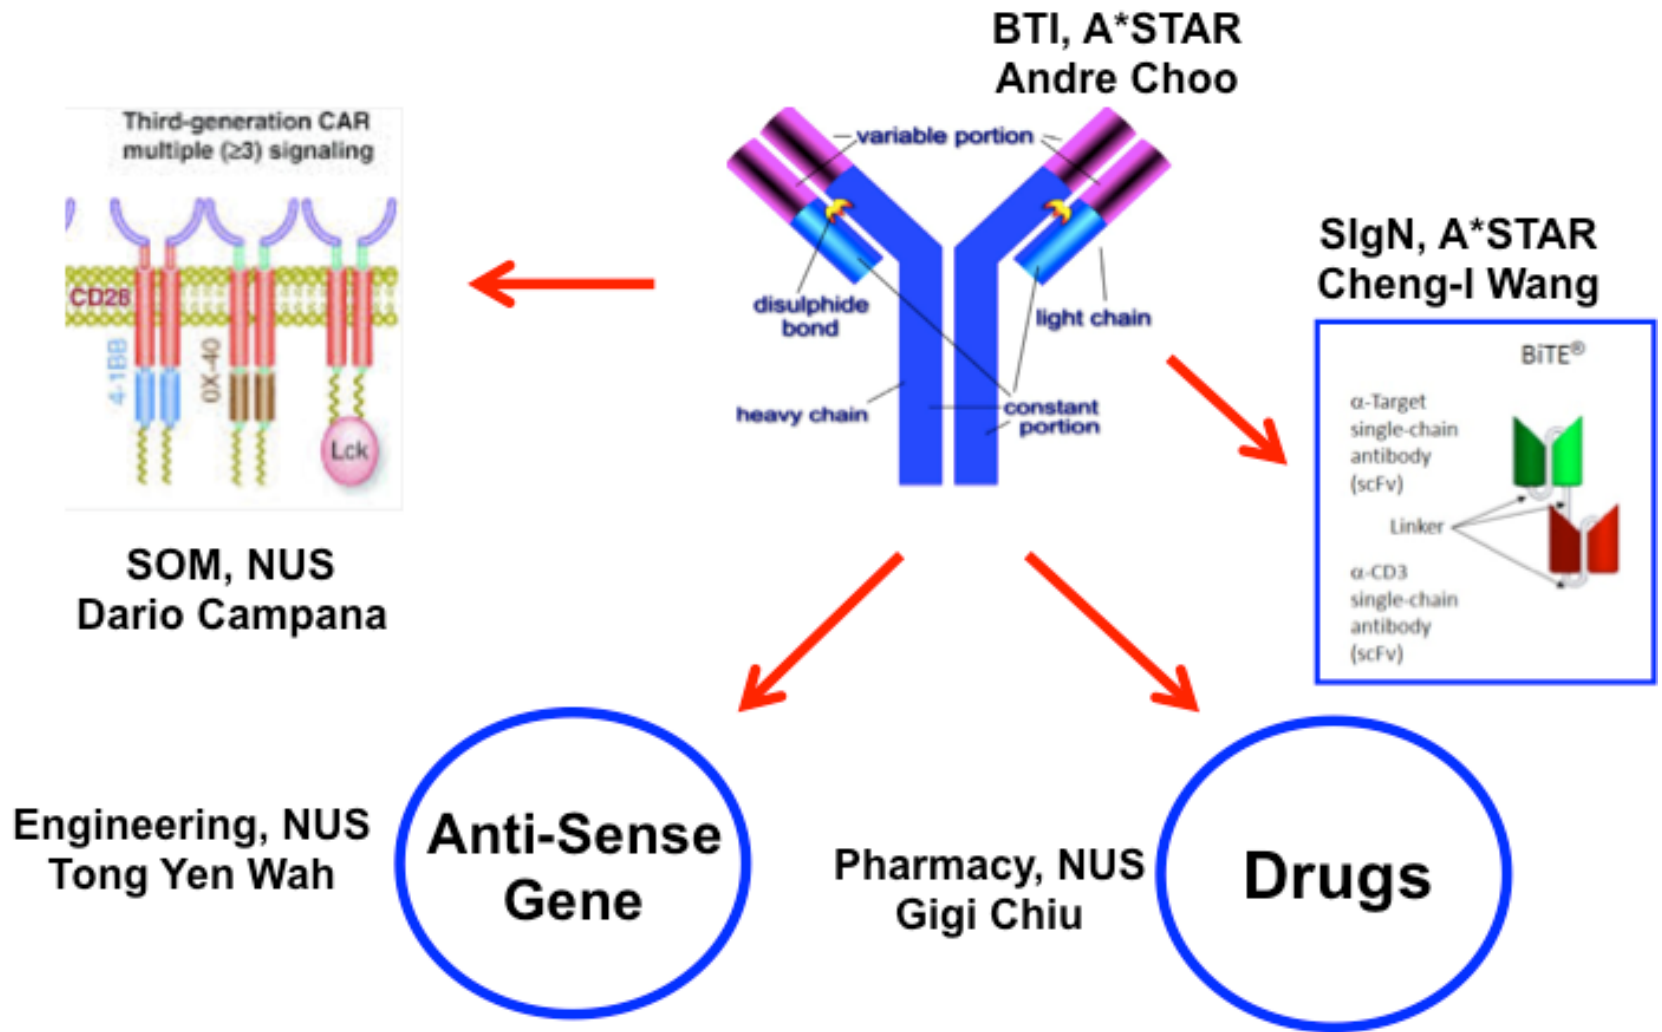 BTI, A*STAR
Andre Choo
Third-generation CAR
multiple (≥3) signaling
CD28
4-1BB
OX-40
Lck
SOM, NUS
Dario Campana
variable portion
disulphide
bond
light chain
heavy chain
constant
portion
SIgN, A*STAR
Cheng-I Wang
BiTE®
α-Target
single-chain
antibody
(scFv)
Linker
α-CD3
single-chain
antibody
(scFv)
Engineering, NUS
Tong Yen Wah
Anti-Sense
Gene
Pharmacy, NUS
Gigi Chiu
Drugs